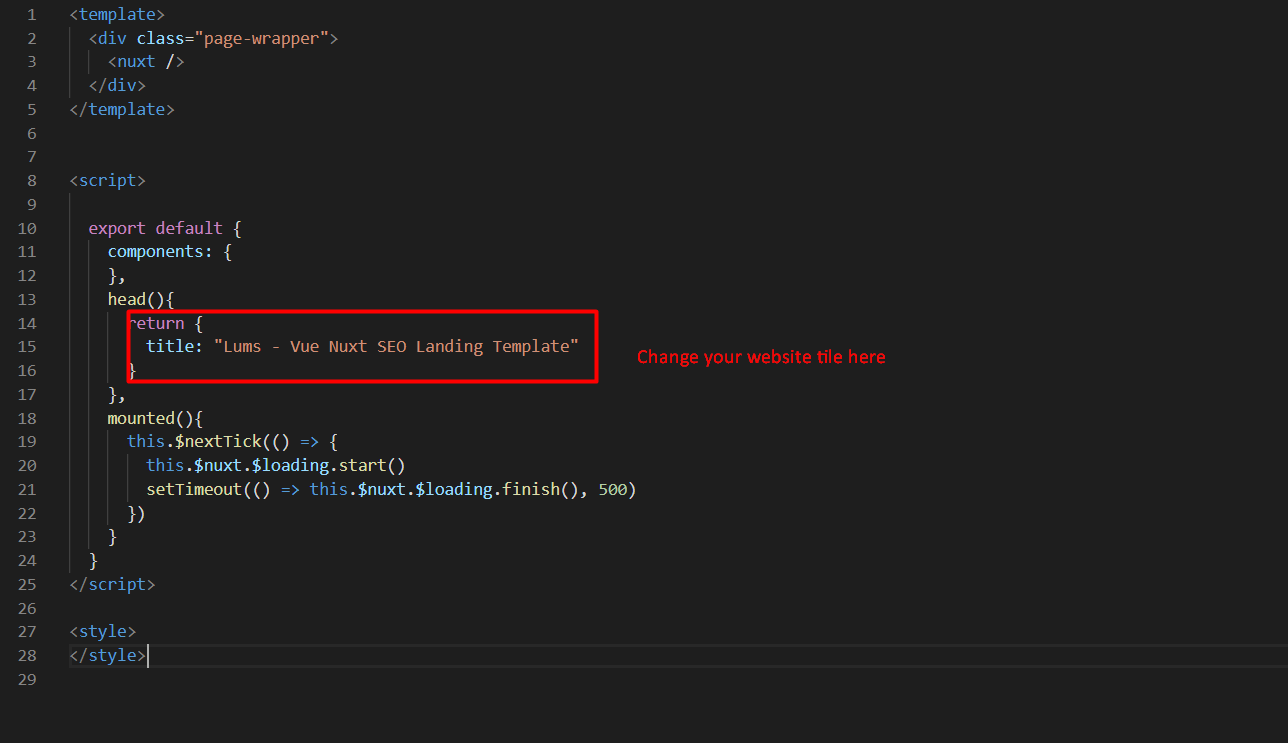 1 <template>
2   <div class="page-wrapper">
3     <nuxt />
4   </div>
5 </template>
6
7
8 <script>
9
10   export default {
11     components: {
12     },
13     head(){
14       return {
15         title: "Lums - Vue Nuxt SEO Landing Template"
Change your website tile here
16       }
17     },
18     mounted(){
19       this.$nextTick(() => {
20         this.$nuxt.$loading.start()
21         setTimeout(() => this.$nuxt.$loading.finish(), 500)
22       })
23     }
24   }
25 </script>
26
27 <style>
28 </style>
29